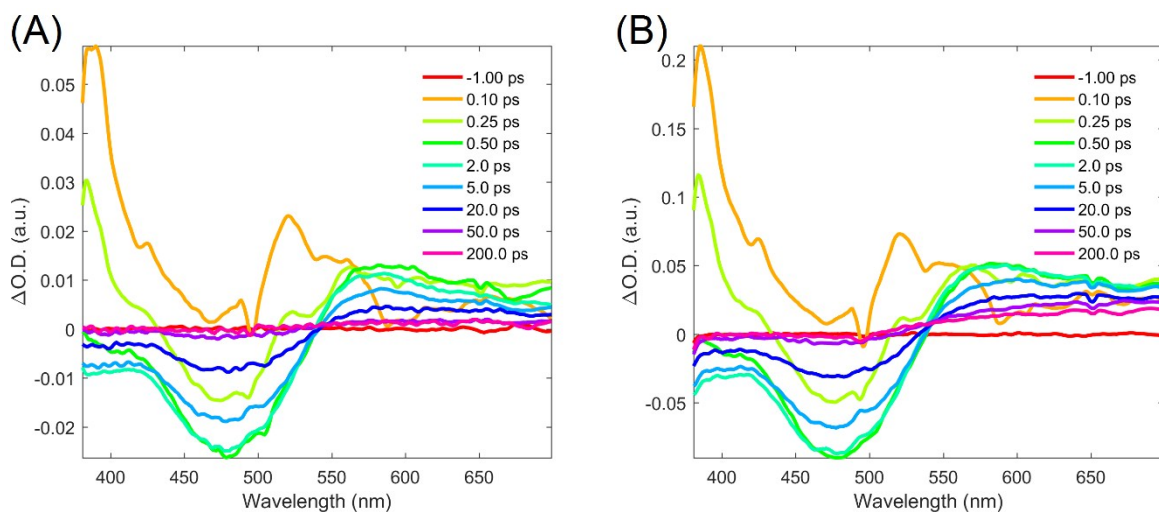 (A)
ΔO.D. (a.u.)
0.05
0.04
0.03
0.02
0.01
0
-0.01
-0.02
-1.00 ps
0.10 ps
0.25 ps
0.50 ps
2.0 ps
5.0 ps
20.0 ps
50.0 ps
200.0 ps
400 450 500 550 600 650
Wavelength (nm)
(B)
ΔO.D. (a.u.)
0.2
0.15
0.1
0.05
0
-0.05
-1.00 ps
0.10 ps
0.25 ps
0.50 ps
2.0 ps
5.0 ps
20.0 ps
50.0 ps
200.0 ps
400 450 500 550 600 650
Wavelength (nm)